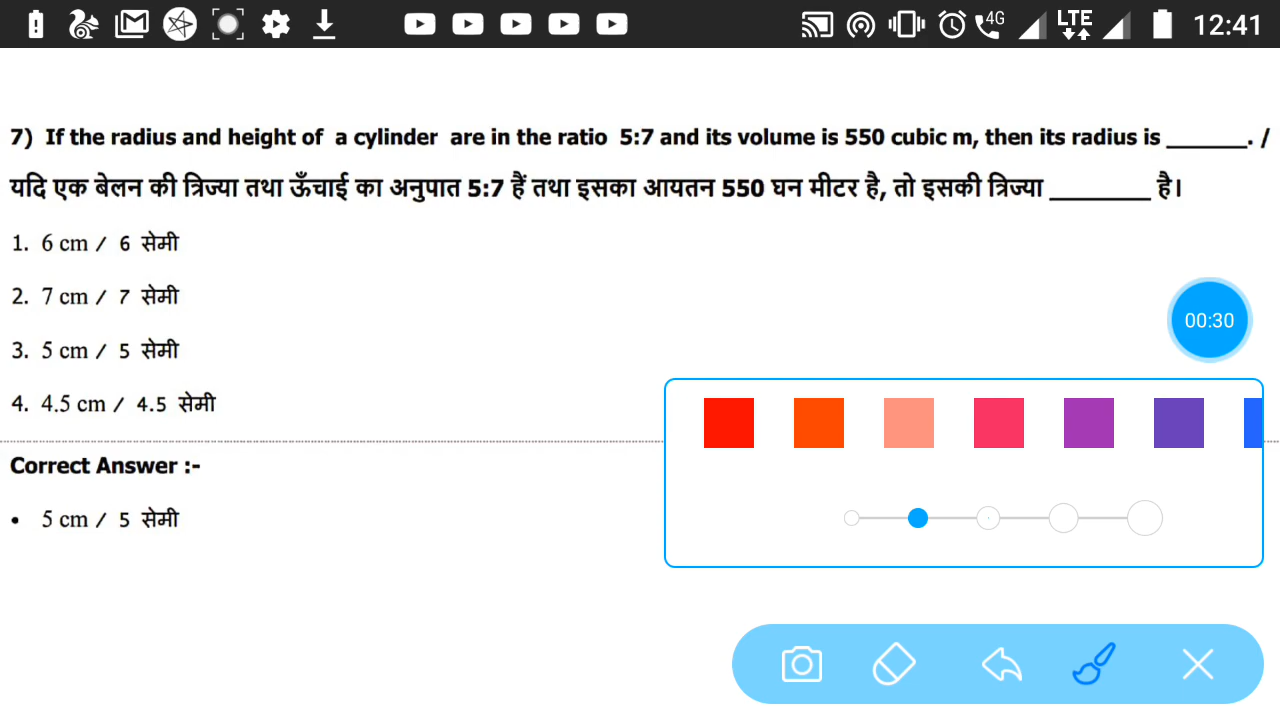 4G LTE 12:41
7) If the radius and height of a cylinder are in the ratio 5:7 and its volume is 550 cubic m, then its radius is ________. /
यदि एक बेलन की त्रिज्या तथा ऊँचाई का अनुपात 5:7 हैं तथा इसका आयतन 550 घन मीटर है, तो इसकी त्रिज्या __________ है।
1. 6 cm / 6 सेमी
2. 7 cm / 7 सेमी
00:30
3. 5 cm / 5 सेमी
4. 4.5 cm / 4.5 सेमी
Correct Answer :-
• 5 cm / 5 सेमी